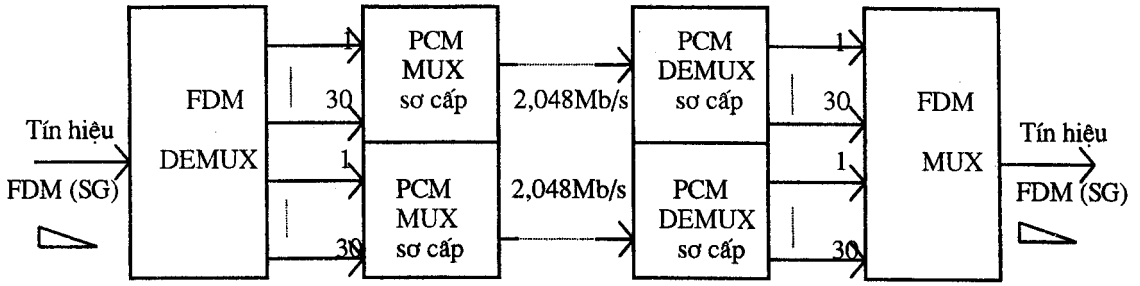 Tín hiệu
FDM (SG)
FDM
DEMUX
1
30
1
30
PCM
MUX
sơ cấp
PCM
MUX
sơ cấp
2,048Mb/s
2,048Mb/s
PCM
DEMUX
sơ cấp
PCM
DEMUX
sơ cấp
1
30
1
30
FDM
MUX
Tín hiệu
FDM (SG)